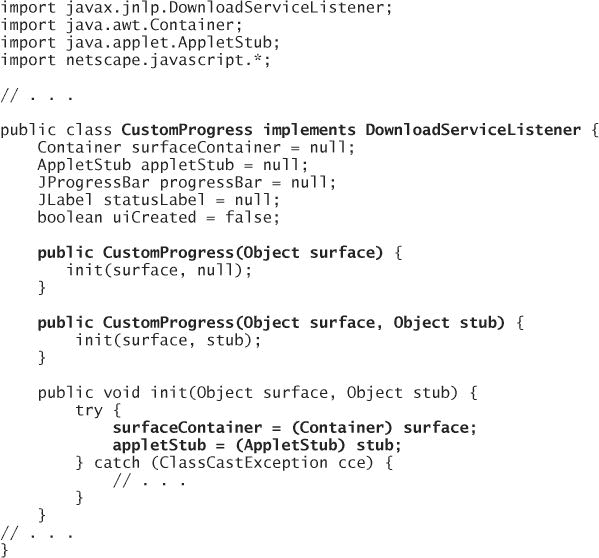 import javax.jnlp.DownloadServiceListener;
import java.awt.Container;
import java.applet.AppletStub;
import netscape.javascript.*;

// . . .

public class CustomProgress implements DownloadServiceListener {
    Container surfaceContainer = null;
    AppletStub appletStub = null;
    JProgressBar progressBar = null;
    JLabel statusLabel = null;
    boolean uiCreated = false;

    public CustomProgress(Object surface) {
       init(surface, null);
    }

    public CustomProgress(Object surface, Object stub) {
        init(surface, stub);
    }

    public void init(Object surface, Object stub) {
        try {
            surfaceContainer = (Container) surface;
            appletStub = (AppletStub) stub;
        } catch (ClassCastException cce) {
            // . . .
        }
    }
// . . .
}